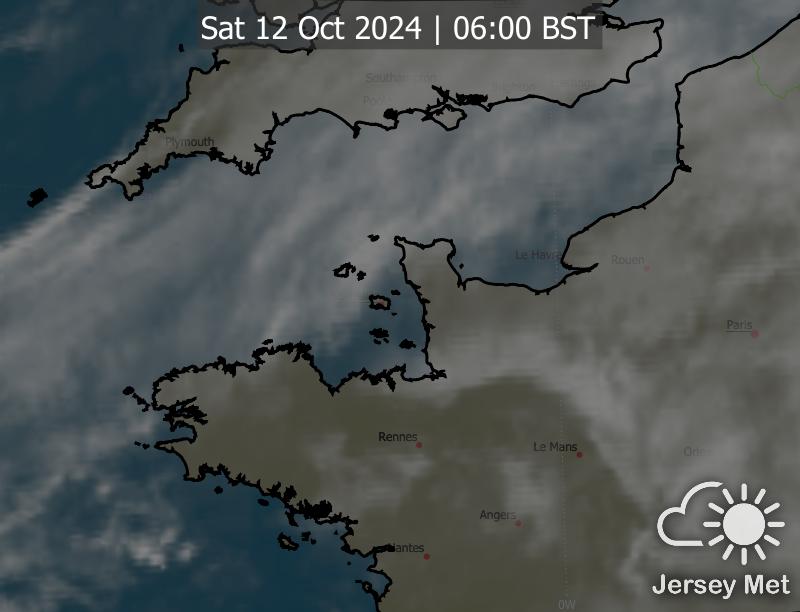 Sat 12 Oct 2024 | 06:00 BST
Southampton
Plymouth
Le Havre
Rouen
Paris
Rennes
Le Mans
Angers
Nantes
0W
Jersey Met